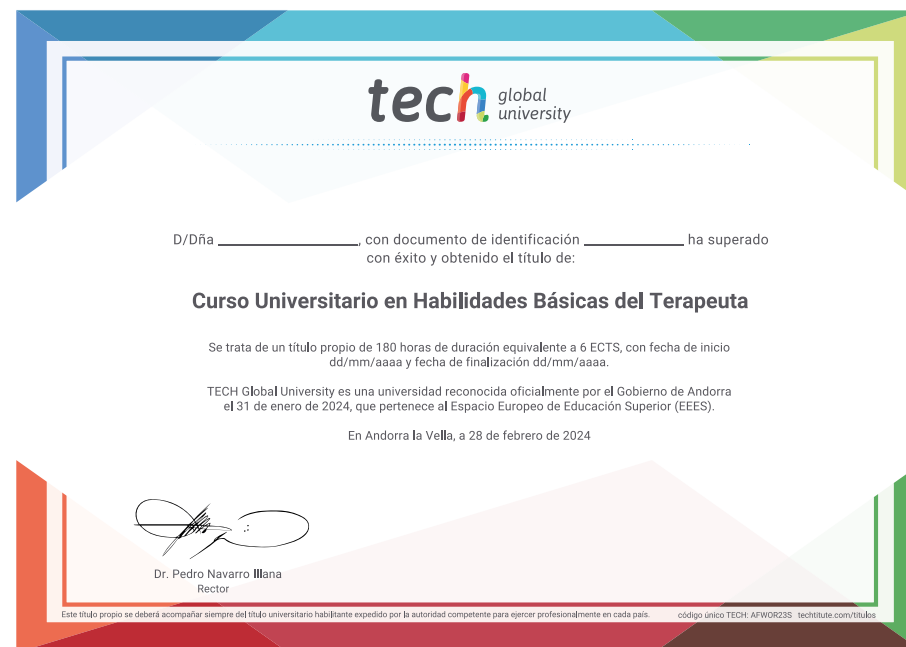 tech global university
D/Dña ____________________, con documento de identificación ______________ ha superado
con éxito y obtenido el título de:
Curso Universitario en Habilidades Básicas del Terapeuta
Se trata de un título propio de 180 horas de duración equivalente a 6 ECTS, con fecha de inicio
dd/mm/aaaa y fecha de finalización dd/mm/aaaa.
TECH Global University es una universidad reconocida oficialmente por el Gobierno de Andorra
el 31 de enero de 2024, que pertenece al Espacio Europeo de Educación Superior (EEES).
En Andorra la Vella, a 28 de febrero de 2024
Dr. Pedro Navarro Illana
Rector
Este título propio se deberá acompañar siempre del título universitario habilitante expedido por la autoridad competente para ejercer profesionalmente en cada país. código único TECH: AFWOR23S techtitute.com/titulos